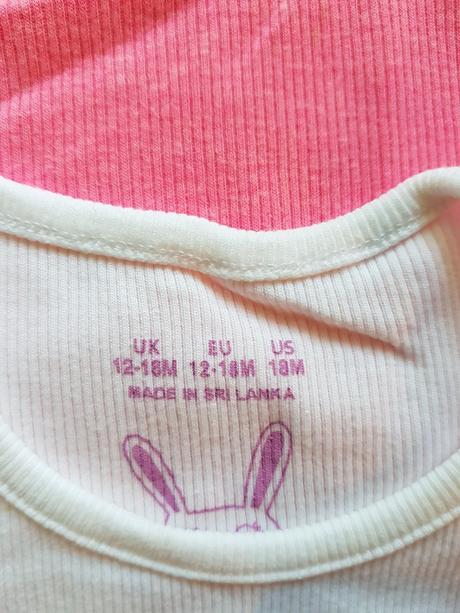 UK EU US
12-18M 12-18M 18M
MADE IN SRI LANKA